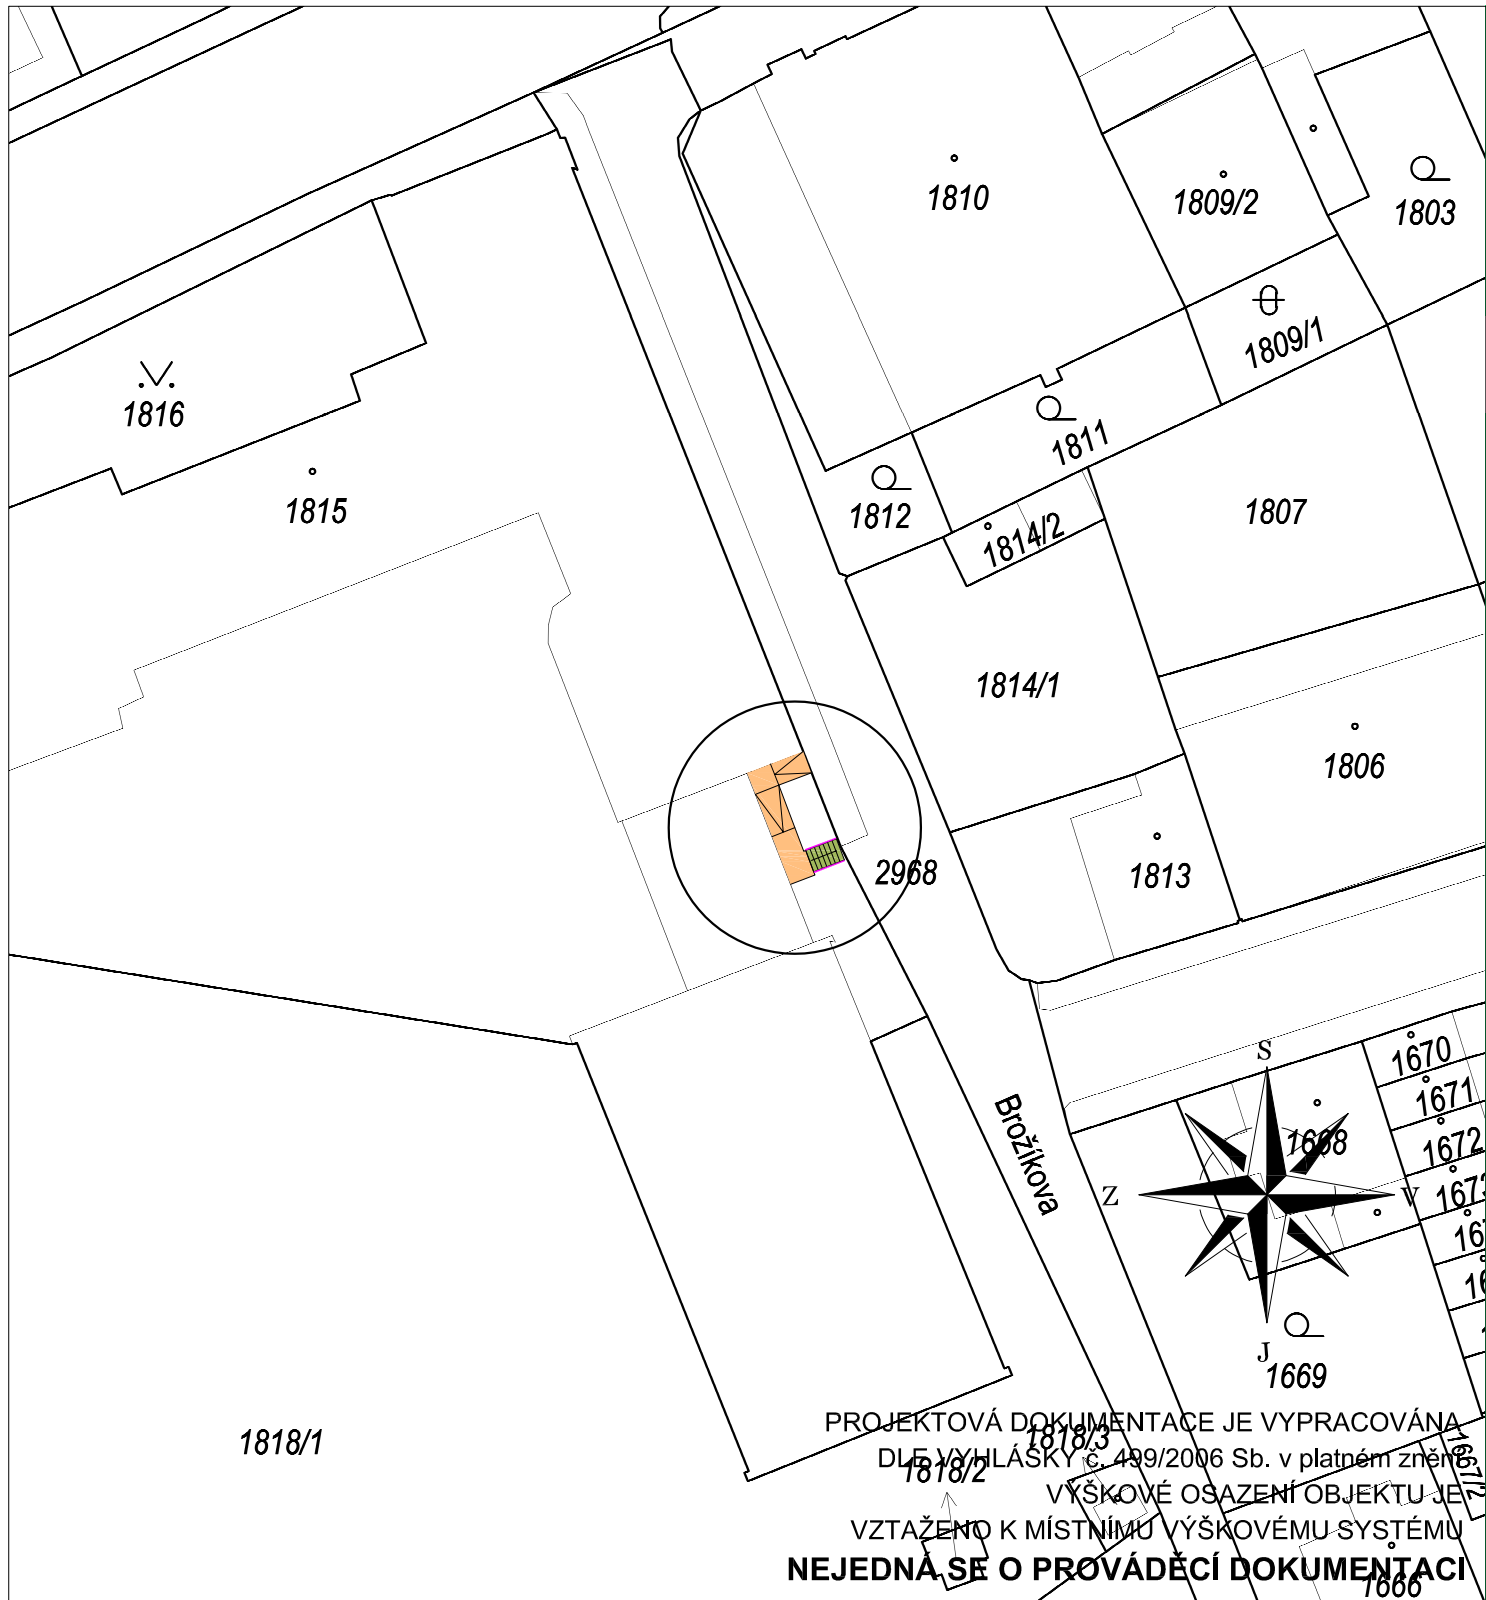 1810
1809/2
1803
1809/1
1816
1811
1815
1812
1807
1814/2
1814/1
1806
2968
1813
1670
S
1671
1668
1672
Brožíkova
Z
V
J
1669
PROJEKTOVÁ DOKUMENTACE JE VYPRACOVÁNA
1818/1
1818/3
DLE VYHLÁŠKY č. 499/2006 Sb. v platném znění
1818/2
1667/2
VÝŠKOVÉ OSAZENÍ OBJEKTU JE
VZTAŽENO K MÍSTNÍMU VÝŠKOVÉMU SYSTÉMU
NEJEDNÁ SE O PROVÁDĚCÍ DOKUMENTACI
1666